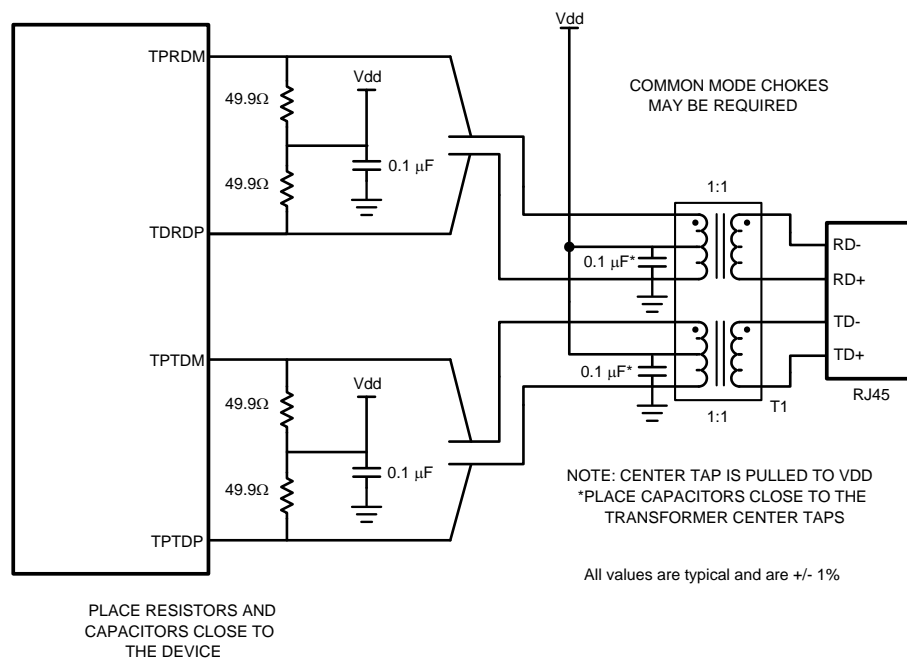 Vdd
TPRDM
Vdd
COMMON MODE CHOKES
MAY BE REQUIRED
49.9Ω
0.1 μF
49.9Ω
1:1
TDRDP
RD-
0.1 μF*
RD+
TD-
TPTDM
TD+
Vdd
0.1 μF*
RJ45
49.9Ω
1:1
T1
0.1 μF
49.9Ω
NOTE: CENTER TAP IS PULLED TO VDD
*PLACE CAPACITORS CLOSE TO THE
TRANSFORMER CENTER TAPS
TPTDP
All values are typical and are +/- 1%
PLACE RESISTORS AND
CAPACITORS CLOSE TO
THE DEVICE